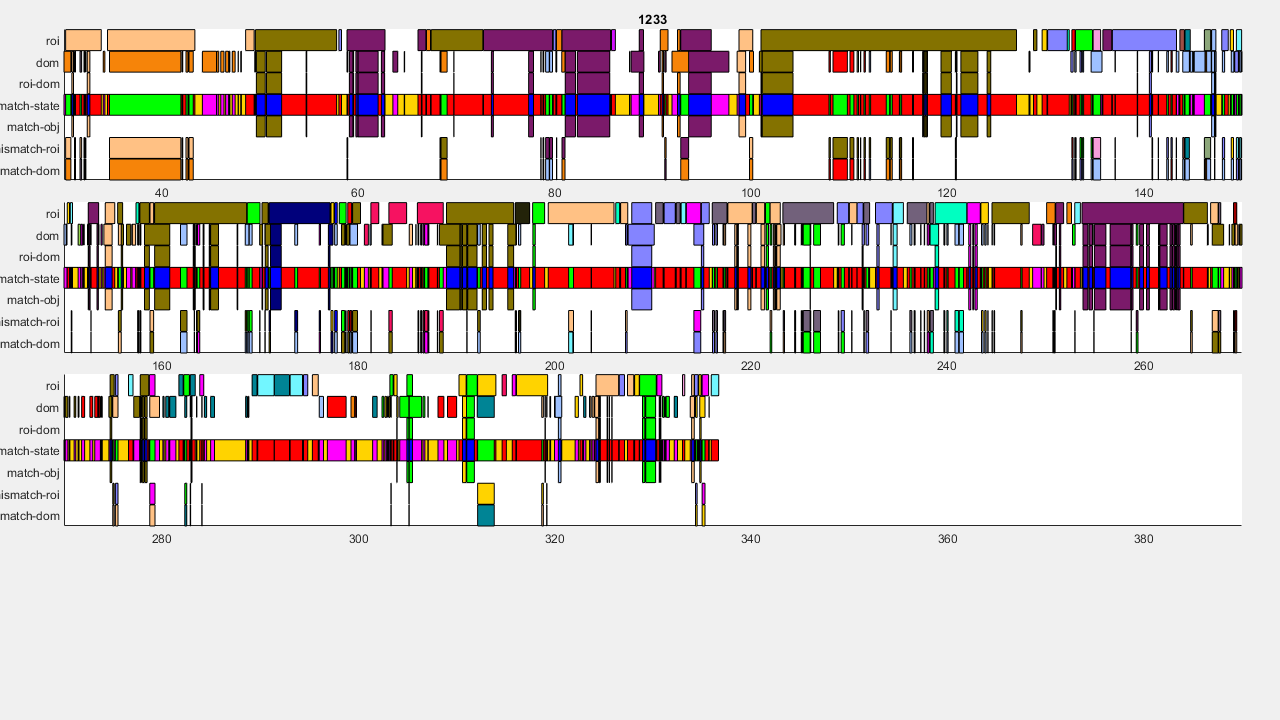 1233
roi
dom
roi-dom
match-state
match-obj
ismatch-roi
match-dom
40 60 80 100 120 140
roi
dom
roi-dom
match-state
match-obj
ismatch-roi
match-dom
160 180 200 220 240 260
roi
dom
roi-dom
match-state
match-obj
ismatch-roi
match-dom
280 300 320 340 360 380